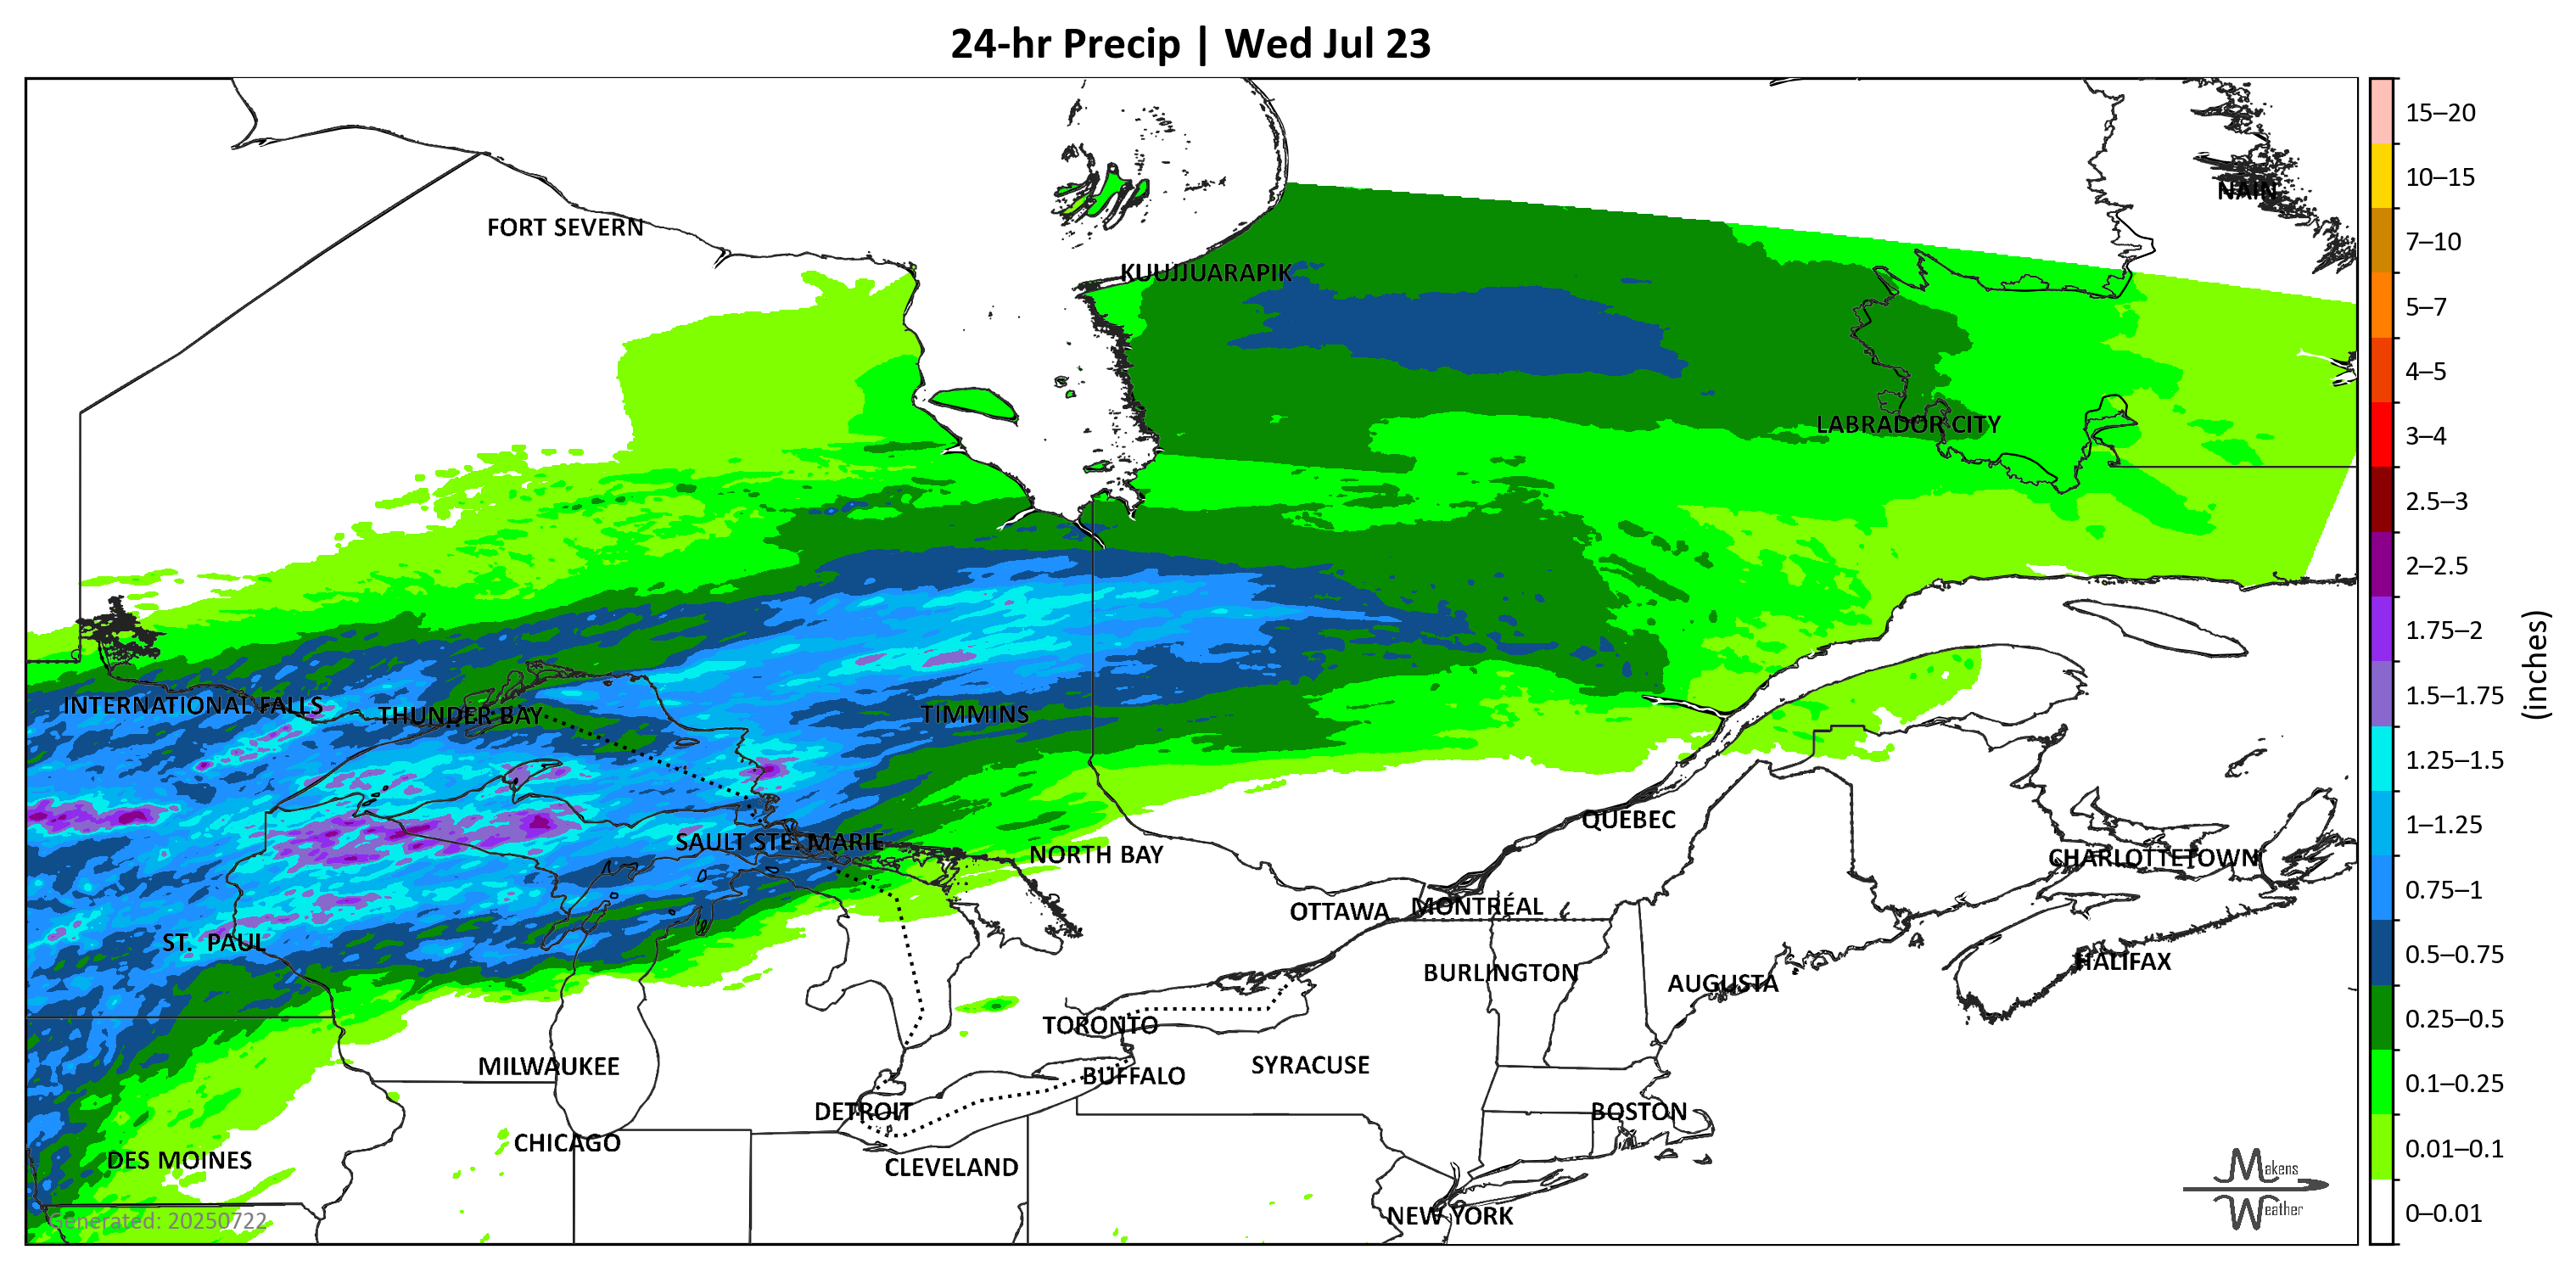 24-hr Precip | Wed Jul 23
15–20
10–15
NAIN
FORT SEVERN
7–10
KUUJJUARAPIK
5–7
4–5
LABRADOR CITY
3–4
2.5–3
2–2.5
1.75–2
(inches)
1.5–1.75
INTERNATIONAL FALLS
THUNDER BAY
TIMMINS
1.25–1.5
QUEBEC
1–1.25
SAULT STE. MARIE
NORTH BAY
CHARLOTTETOWN
0.75–1
OTTAWA
MONTRÉAL
ST. PAUL
0.5–0.75
HALIFAX
BURLINGTON
AUGUSTA
0.25–0.5
TORONTO
MILWAUKEE
SYRACUSE
BUFFALO
0.1–0.25
DETROIT
BOSTON
CHICAGO
0.01–0.1
DES MOINES
CLEVELAND
Makens
Weather
0–0.01
NEW YORK
Generated: 20250722